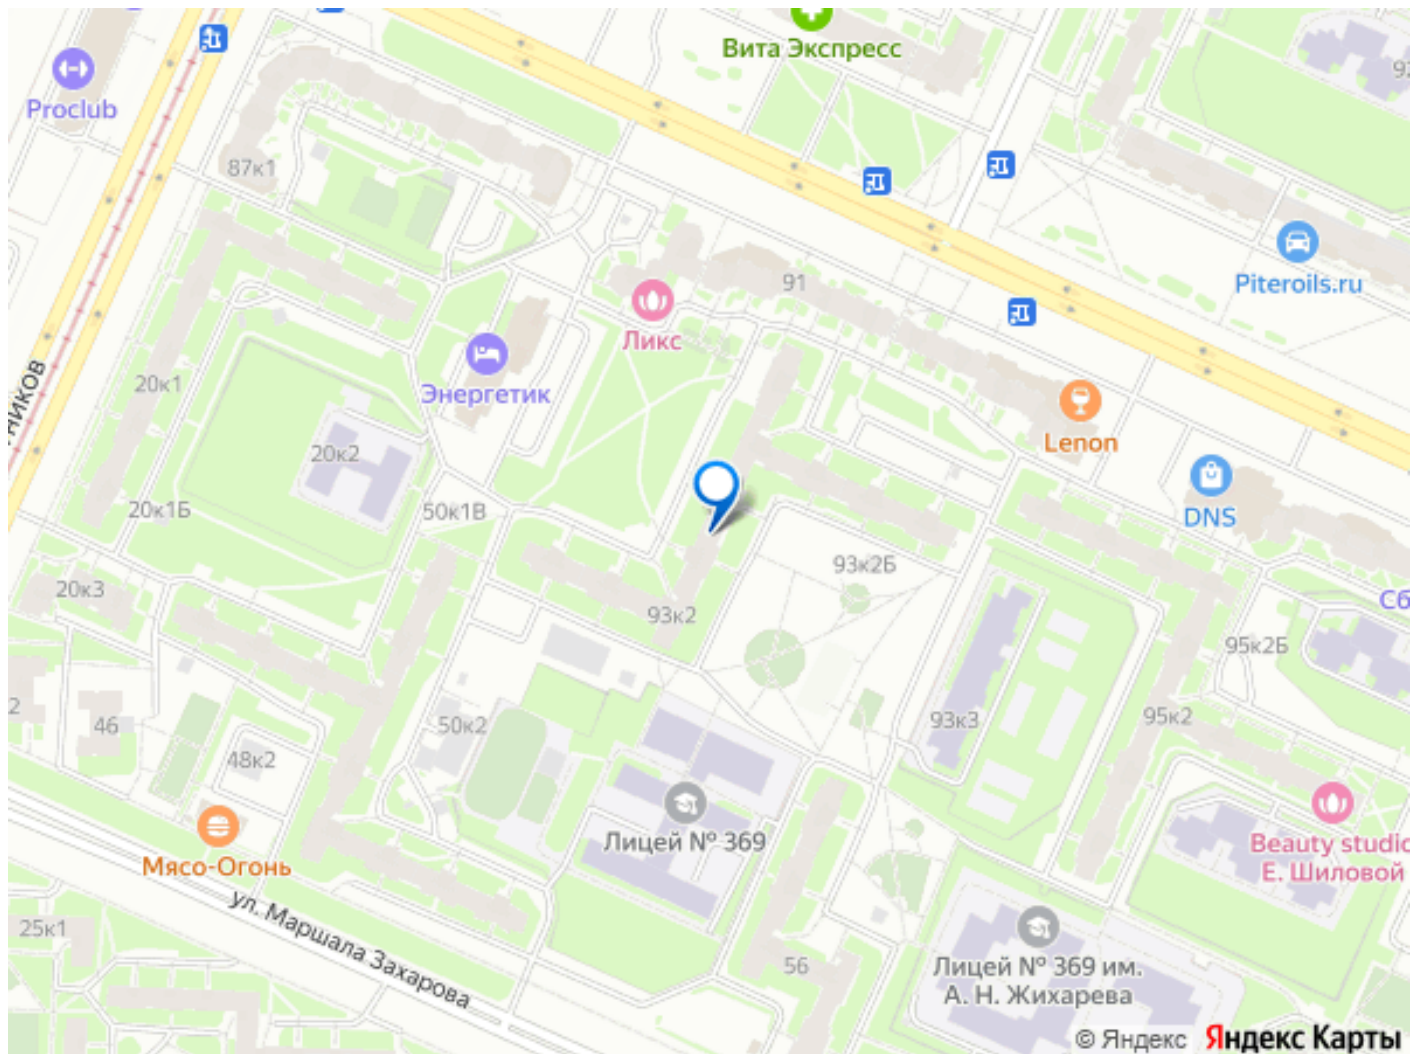 Вита Экспресс
Proclub
87к1
Piteroils.ru
91
Ликс
20к1
Энергетик
Lenon
20к2
DNS
20к1Б
50к1В
93к2Б
20к3
93к2
Сб
95к2Б
46
50к2
93к3
95к2
48к2
Лицей № 369
Мясо-Огонь
Beauty studio
Е. Шиловой
ул. Маршала Захарова
25к1
56
Лицей № 369 им.
А. Н. Жихарева
© Яндекс Яндекс Карты